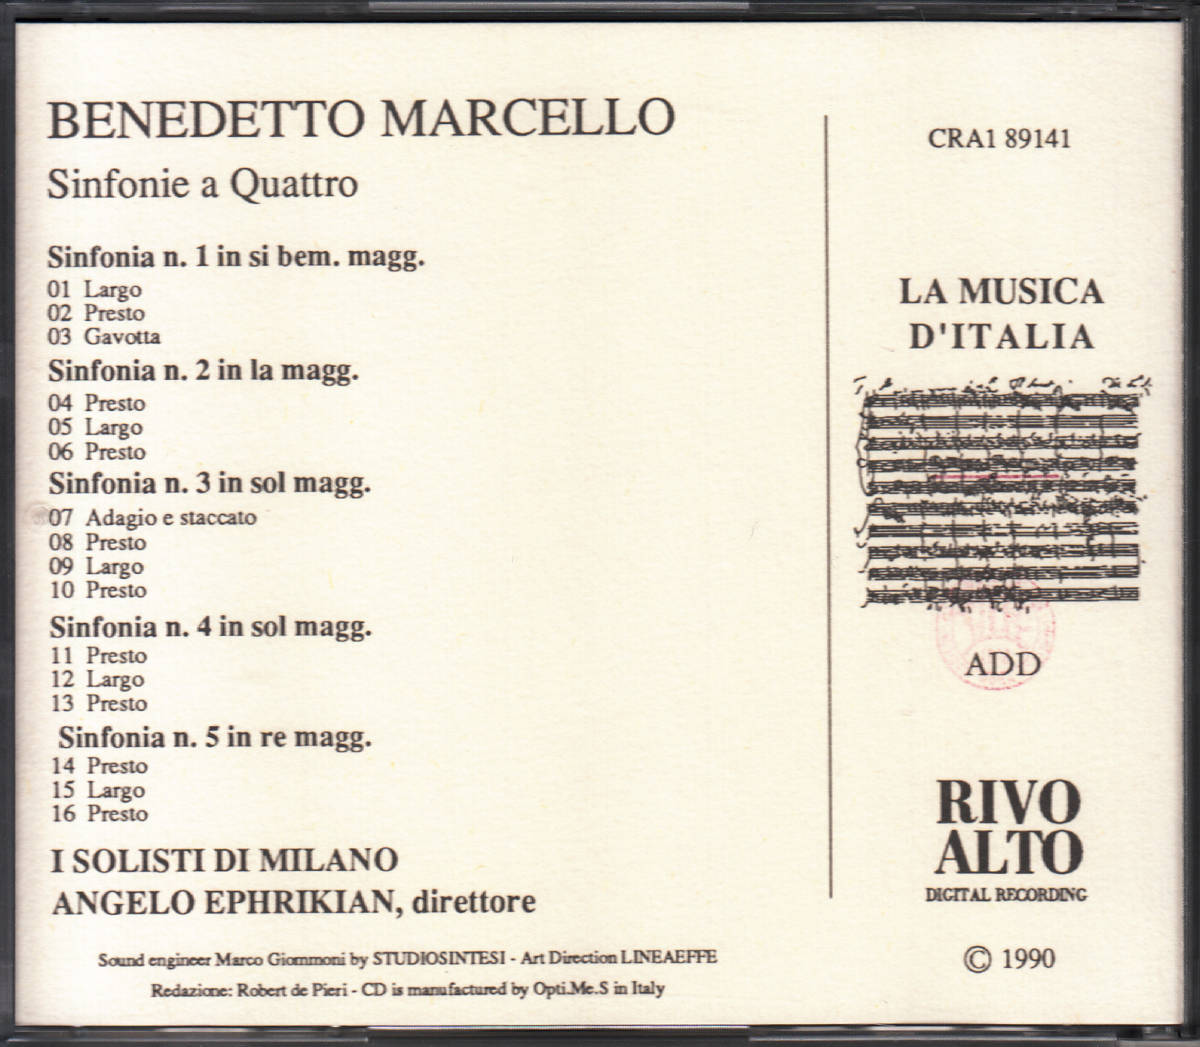 BENEDETTO MARCELLO
Sinfonie a Quattro
Sinfonia n. 1 in si bem. magg.
01 Largo
02 Presto
03 Gavotta
Sinfonia n. 2 in la magg.
04 Presto
05 Largo
06 Presto
Sinfonia n. 3 in sol magg.
07 Adagio e staccato
08 Presto
09 Largo
10 Presto
Sinfonia n. 4 in sol magg.
11 Presto
12 Largo
13 Presto
Sinfonia n. 5 in re magg.
14 Presto
15 Largo
16 Presto
I SOLISTI DI MILANO
ANGELO EPHRIKIAN, direttore
Sound engineer Marco Giommoni by STUDIOSINTESI - Art Direction LINEAEFFE
Redazione: Robert de Pieri - CD is manufactured by Opti.Me.S in Italy
CRA1 89141
LA MUSICA
D'ITALIA
ADD
RIVO
ALTO
DIGITAL RECORDING
© 1990